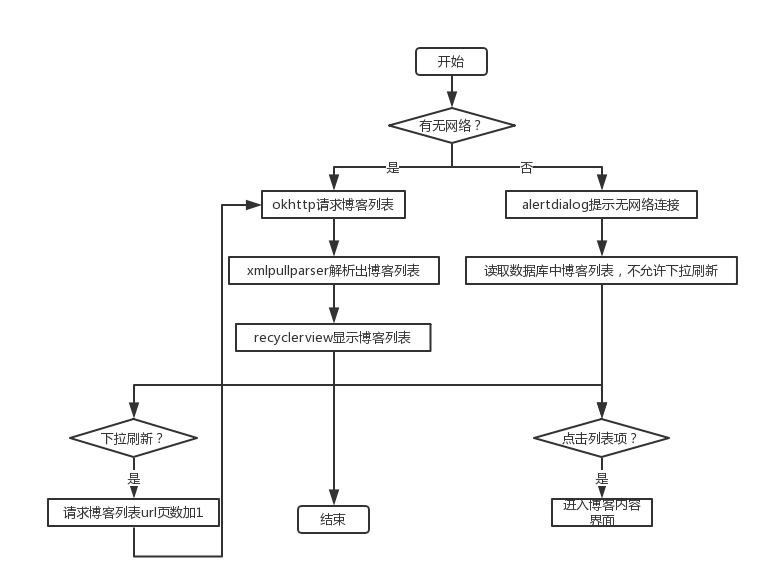 开始
有无网络？
是
否
okhttp请求博客列表
alertdialog提示无网络连接
xmlpullparser解析出博客列表
读取数据库中博客列表，不允许下拉刷新
recyclerview显示博客列表
下拉刷新？
点击列表项？
是
是
请求博客列表url页数加1
结束
进入博客内容
界面